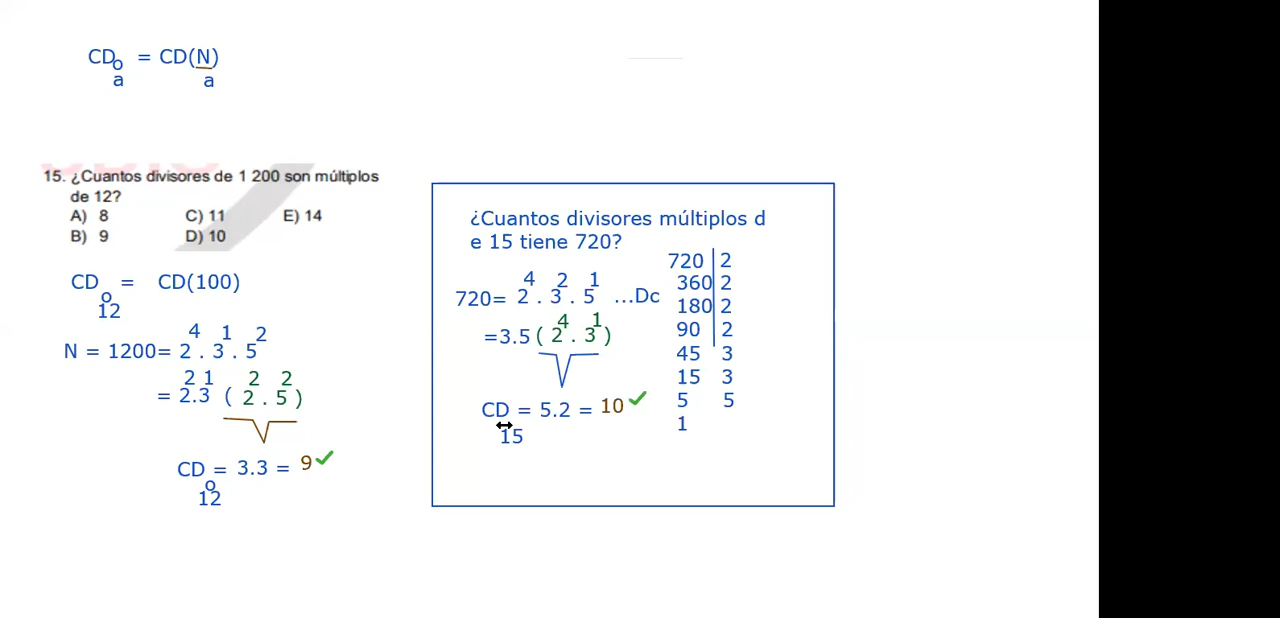 CDo = CD(N)
a a
15. ¿Cuantos divisores de 1 200 son múltiplos
de 12?
A) 8 C) 11 E) 14
B) 9 D) 10
CD = CD(100)
o
12
4 1 2
N = 1200= 2 . 3 . 5
2 1 2 2
= 2.3 ( 2 . 5 )
CD = 3.3 = 9 ✓
o
12
¿Cuantos divisores múltiplos d
e 15 tiene 720?
4 2 1
720= 2 . 3 . 5 ...Dc
4 1
=3.5 ( 2 . 3 )
CD = 5.2 = 10 ✓
15
720 | 2
360 | 2
180 | 2
90 | 2
45 3
15 3
5 5
1